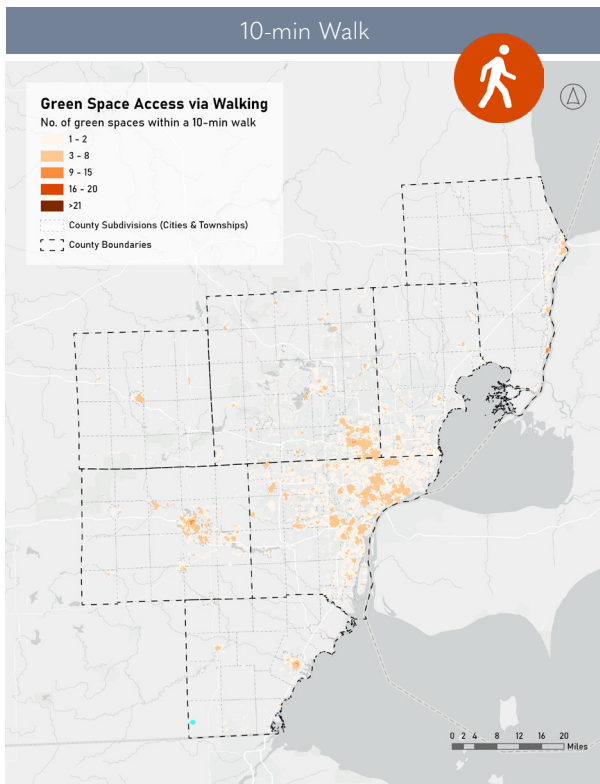 10-min Walk
Green Space Access via Walking
No. of green spaces within a 10-min walk
1 - 2
3 - 8
9 - 15
16 - 20
>21
County Subdivisions (Cities & Townships)
County Boundaries
0 2 4 8 12 16 20
Miles